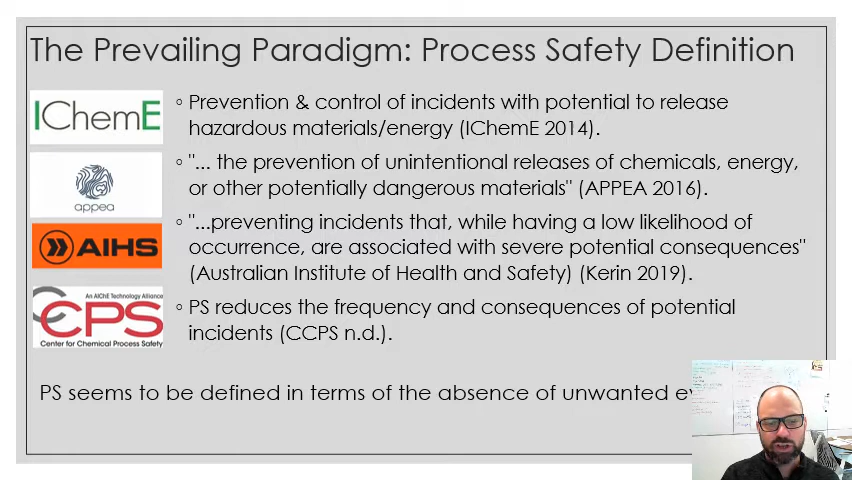 The Prevailing Paradigm: Process Safety Definition
IChemE
◦ Prevention & control of incidents with potential to release
hazardous materials/energy (IChemE 2014).
appea
◦ "... the prevention of unintentional releases of chemicals, energy,
or other potentially dangerous materials" (APPEA 2016).
AIHS
◦ "...preventing incidents that, while having a low likelihood of
occurrence, are associated with severe potential consequences"
(Australian Institute of Health and Safety) (Kerin 2019).
An AIChE Technology Alliance
CCPS
Center for Chemical Process Safety
◦ PS reduces the frequency and consequences of potential
incidents (CCPS n.d.).
PS seems to be defined in terms of the absence of unwanted